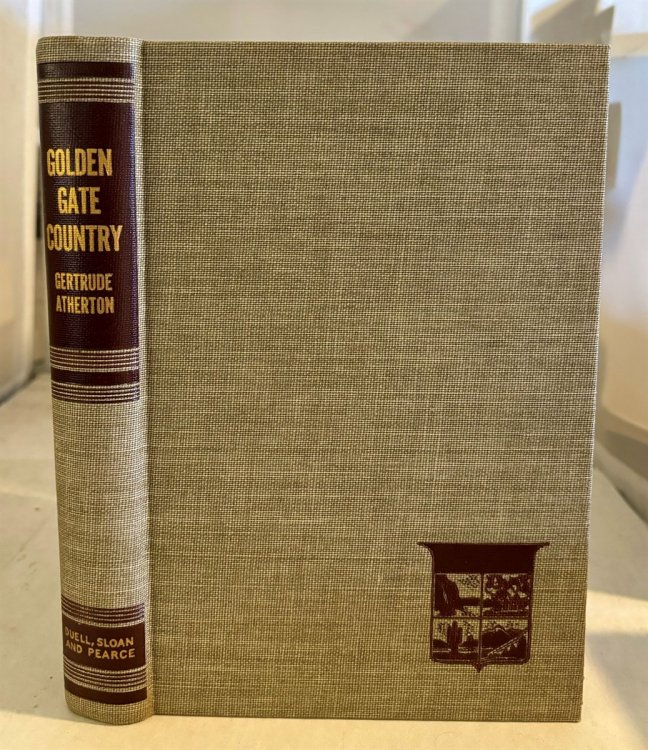 GOLDEN
GATE
COUNTRY
GERTRUDE
ATHERTON
DUELL, SLOAN
AND PEARCE